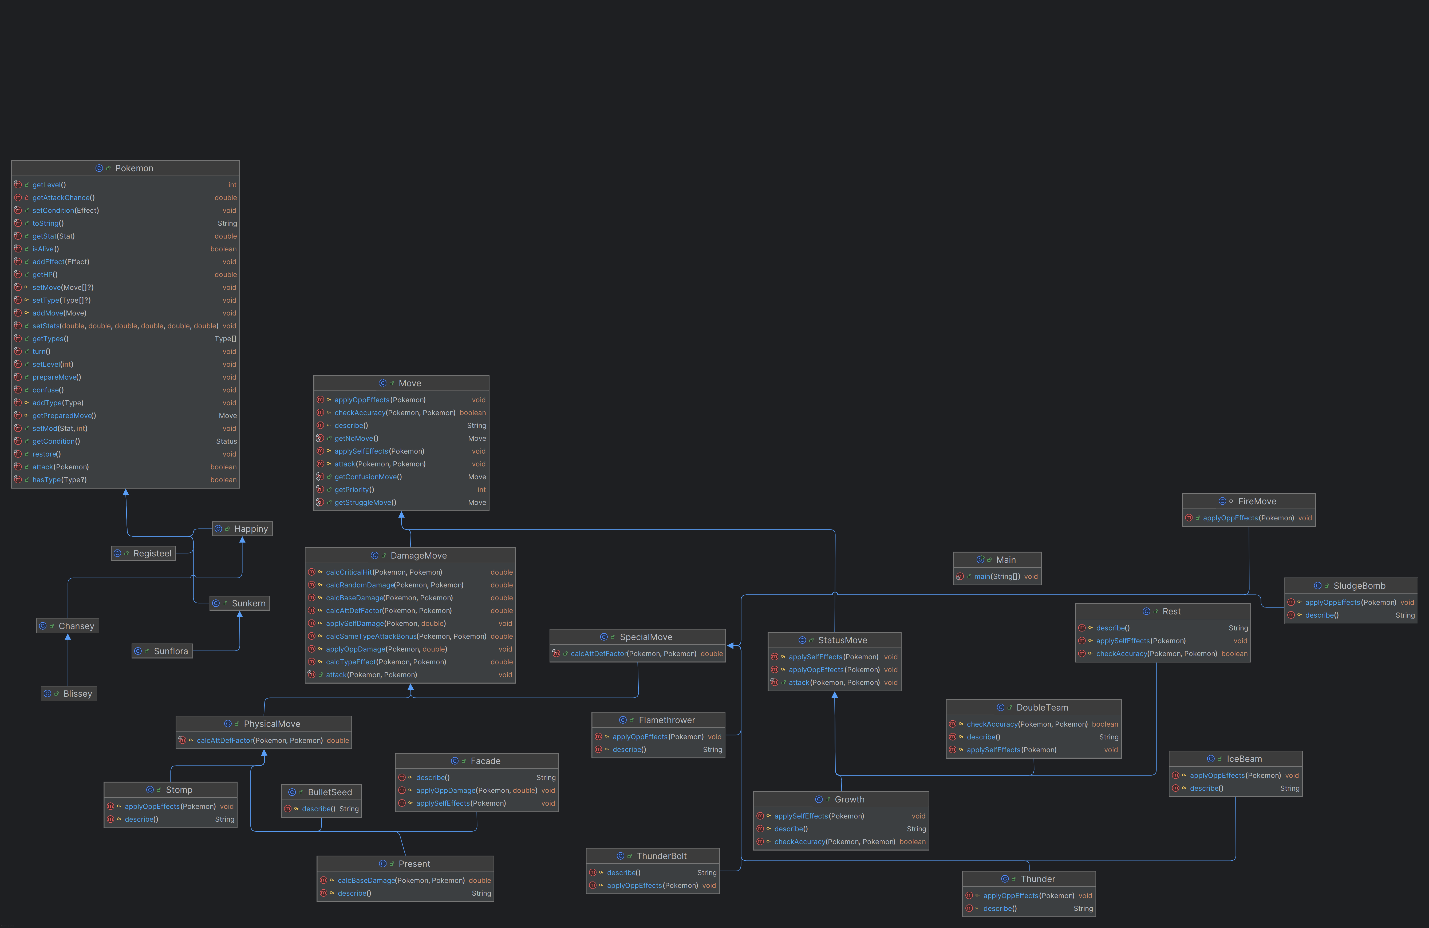 Pokemon
getLevel() int
getAttackChance() double
setCondition(Effect) void
toString() String
getStat(Stat) double
isAlive() boolean
addEffect(Effect) void
getHP() double
setMove(Move[]?) void
setType(Type[]?) void
addMove(Move) void
setStats(double, double, double, double, double, double) void
getTypes() Type[]
turn() void
setLevel(int) void
prepareMove() void
confuse() void
addType(Type) void
getPreparedMove() Move
setMod(Stat, int) void
getCondition() Status
restore() void
attack(Pokemon) boolean
hasType(Type?) boolean
Happiny
Registeel
Sunkern
Chansey
Sunflora
Blissey
Move
applyOppEffects(Pokemon) void
checkAccuracy(Pokemon, Pokemon) boolean
describe() String
getNoMove() Move
applySelfEffects(Pokemon) void
attack(Pokemon, Pokemon) void
getConfusionMove() Move
getPriority() int
getStruggleMove() Move
DamageMove
calcCriticalHit(Pokemon, Pokemon) double
calcRandomDamage(Pokemon, Pokemon) double
calcBaseDamage(Pokemon, Pokemon) double
calcAttDefFactor(Pokemon, Pokemon) double
applySelfDamage(Pokemon, double) void
calcSameTypeAttackBonus(Pokemon, Pokemon) double
applyOppDamage(Pokemon, double) void
calcTypeEffect(Pokemon, Pokemon) double
attack(Pokemon, Pokemon) void
FireMove
applyOppEffects(Pokemon) void
Main
main(String[]) void
SludgeBomb
applyOppEffects(Pokemon) void
describe() String
Rest
describe() String
applySelfEffects(Pokemon) void
checkAccuracy(Pokemon, Pokemon) boolean
SpecialMove
calcAttDefFactor(Pokemon, Pokemon) double
StatusMove
applySelfEffects(Pokemon) void
applyOppEffects(Pokemon) void
attack(Pokemon, Pokemon) void
PhysicalMove
calcAttDefFactor(Pokemon, Pokemon) double
Flamethrower
applyOppEffects(Pokemon) void
describe() String
DoubleTeam
checkAccuracy(Pokemon, Pokemon) boolean
describe() String
applySelfEffects(Pokemon) void
IceBeam
applyOppEffects(Pokemon) void
describe() String
Facade
describe() String
applyOppDamage(Pokemon, double) void
applySelfEffects(Pokemon) void
Stomp
applyOppEffects(Pokemon) void
describe() String
BulletSeed
describe() String
Growth
applySelfEffects(Pokemon) void
describe() String
checkAccuracy(Pokemon, Pokemon) boolean
Present
calcBaseDamage(Pokemon, Pokemon) double
describe() String
ThunderBolt
describe() String
applyOppEffects(Pokemon) void
Thunder
applyOppEffects(Pokemon) void
describe() String